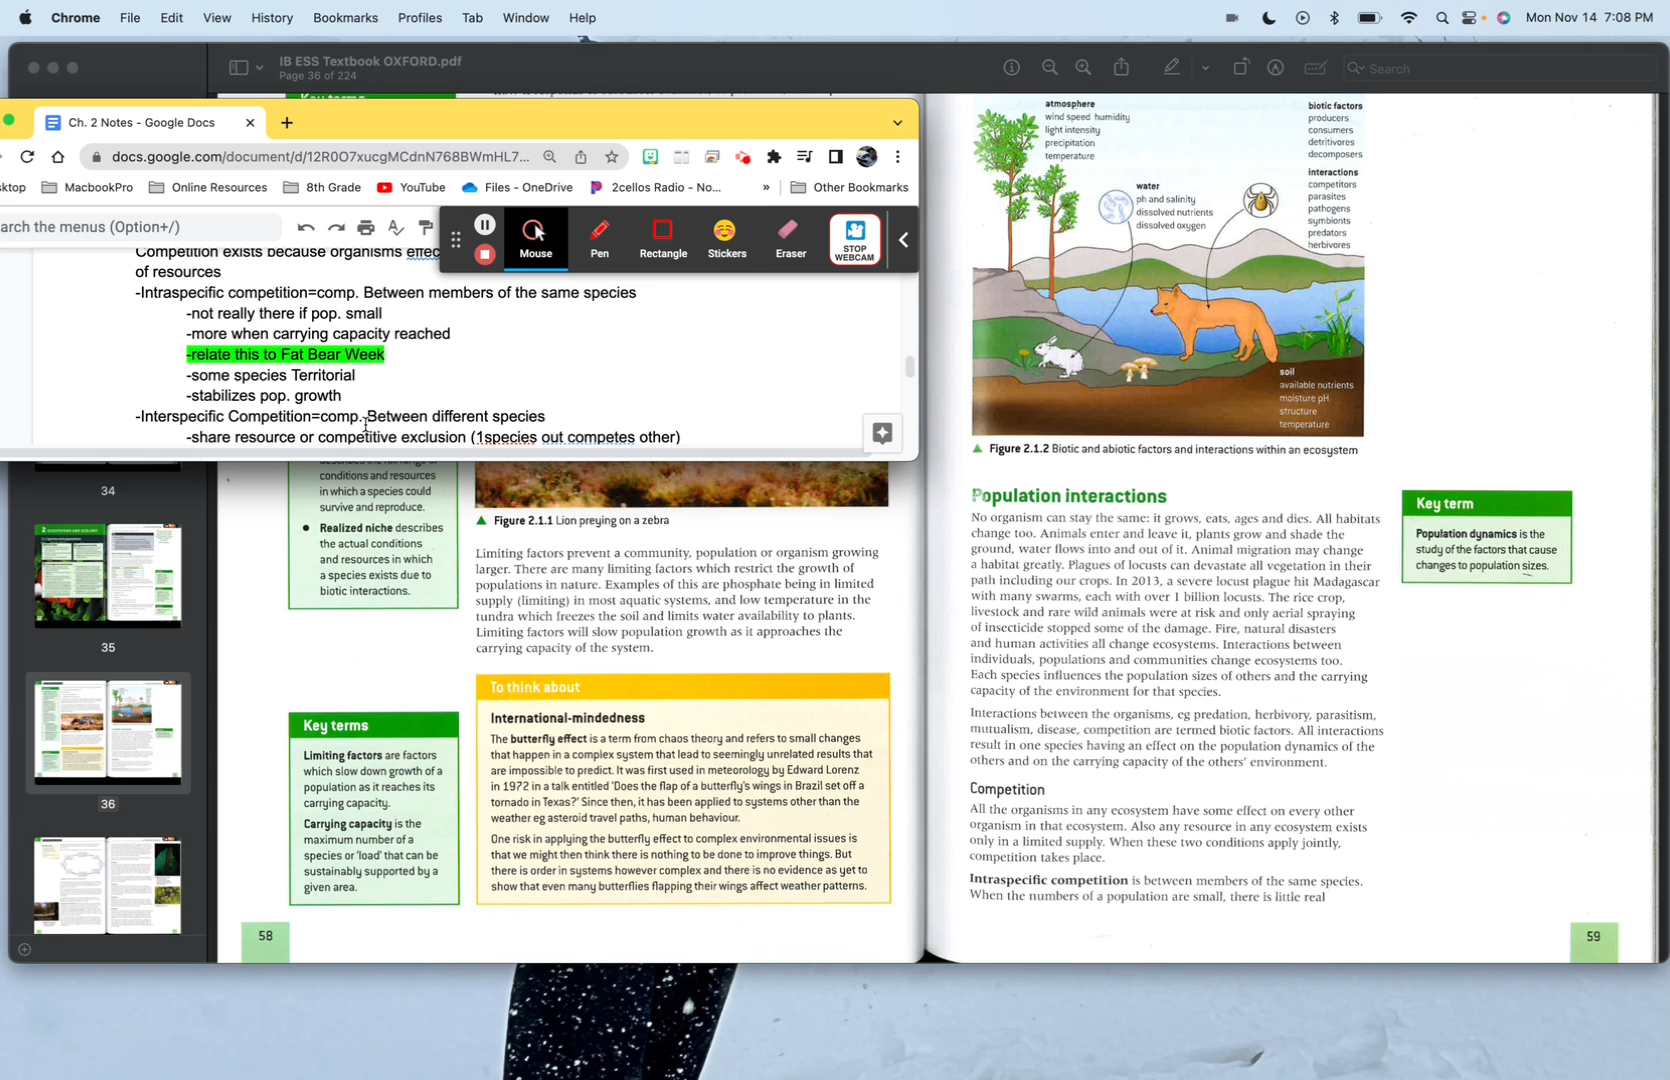 Chrome File Edit View History Bookmarks Profiles Tab Window Help Mon Nov 14 7:08 PM
IB ESS Textbook OXFORD.pdf
Page 36 of 224
Search
Key terms
Ch. 2 Notes - Google Docs
docs.google.com/document/d/12R0O7xucgMCdnN768BWmHL7...
ktop MacbookPro Online Resources 8th Grade YouTube Files - OneDrive 2cellos Radio - No... » Other Bookmarks
arch the menus (Option+/)
Mouse Pen Rectangle Stickers Eraser STOP WEBCAM
Competition exists because organisms effec
of resources
-Intraspecific competition=comp. Between members of the same species
-not really there if pop. small
-more when carrying capacity reached
-relate this to Fat Bear Week
-some species Territorial
-stabilizes pop. growth
-Interspecific Competition=comp. Between different species
-share resource or competitive exclusion (1species out competes other)
34
35
36
conditions and resources
in which a species could
survive and reproduce.
● Realized niche describes
the actual conditions
and resources in which
a species exists due to
biotic interactions.
Figure 2.1.1 Lion preying on a zebra
Limiting factors prevent a community, population or organism growing
larger. There are many limiting factors which restrict the growth of
populations in nature. Examples of this are phosphate being in limited
supply (limiting) in most aquatic systems, and low temperature in the
tundra which freezes the soil and limits water availability to plants.
Limiting factors will slow population growth as it approaches the
carrying capacity of the system.
Key terms
Limiting factors are factors
which slow down growth of a
population as it reaches its
carrying capacity.
Carrying capacity is the
maximum number of a
species or 'load' that can be
sustainably supported by a
given area.
To think about
International-mindedness
The butterfly effect is a term from chaos theory and refers to small changes
that happen in a complex system that lead to seemingly unrelated results that
are impossible to predict. It was first used in meteorology by Edward Lorenz
in 1972 in a talk entitled 'Does the flap of a butterfly's wings in Brazil set off a
tornado in Texas?' Since then, it has been applied to systems other than the
weather eg asteroid travel paths, human behaviour.
One risk in applying the butterfly effect to complex environmental issues is
that we might then think there is nothing to be done to improve things. But
there is order in systems however complex and there is no evidence as yet to
show that even many butterflies flapping their wings affect weather patterns.
58
atmosphere
wind speed humidity
light intensity
precipitation
temperature
water
ph and salinity
dissolved nutrients
dissolved oxygen
biotic factors
producers
consumers
detritivores
decomposers
interactions
competitors
parasites
pathogens
symbionts
predators
herbivores
soil
available nutrients
moisture pH
structure
temperature
Figure 2.1.2 Biotic and abiotic factors and interactions within an ecosystem
Population interactions
No organism can stay the same: it grows, eats, ages and dies. All habitats
change too. Animals enter and leave it, plants grow and shade the
ground, water flows into and out of it. Animal migration may change
a habitat greatly. Plagues of locusts can devastate all vegetation in their
path including our crops. In 2013, a severe locust plague hit Madagascar
with many swarms, each with over 1 billion locusts. The rice crop,
livestock and rare wild animals were at risk and only aerial spraying
of insecticide stopped some of the damage. Fire, natural disasters
and human activities all change ecosystems. Interactions between
individuals, populations and communities change ecosystems too.
Each species influences the population sizes of others and the carrying
capacity of the environment for that species.
Interactions between the organisms, eg predation, herbivory, parasitism,
mutualism, disease, competition are termed biotic factors. All interactions
result in one species having an effect on the population dynamics of the
others and on the carrying capacity of the others' environment.
Competition
All the organisms in any ecosystem have some effect on every other
organism in that ecosystem. Also any resource in any ecosystem exists
only in a limited supply. When these two conditions apply jointly,
competition takes place.
Intraspecific competition is between members of the same species.
When the numbers of a population are small, there is little real
Key term
Population dynamics is the
study of the factors that cause
changes to population sizes.
59